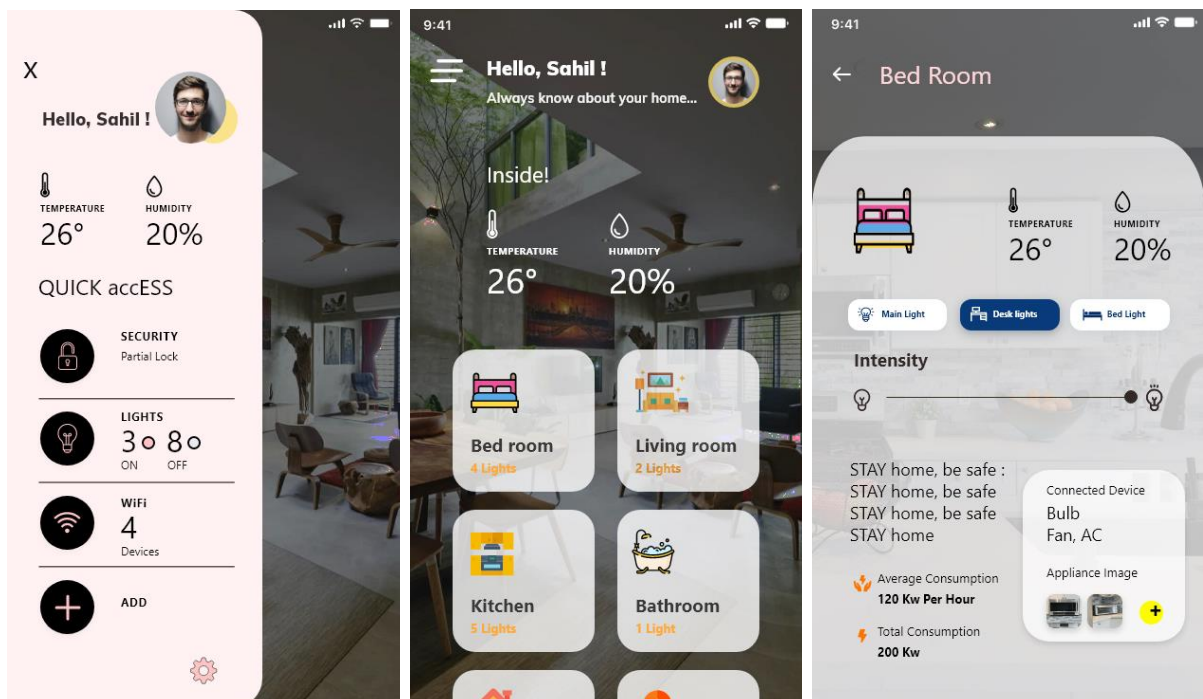 X
Hello, Sahil !
TEMPERATURE
26°
HUMIDITY
20%
QUICK accESS
SECURITY
Partial Lock
LIGHTS
3 8
ON OFF
WiFi
4
Devices
ADD
9:41
Hello, Sahil !
Always know about your home...
Inside!
TEMPERATURE
26°
HUMIDITY
20%
Bed room
4 Lights
Living room
2 Lights
Kitchen
5 Lights
Bathroom
1 Light
9:41
Bed Room
TEMPERATURE
26°
HUMIDITY
20%
Main Light
Desk lights
Bed Light
Intensity
STAY home, be safe :
STAY home, be safe
STAY home, be safe
STAY home
Connected Device
Bulb
Fan, AC
Appliance Image
+
Average Consumption
120 Kw Per Hour
Total Consumption
200 Kw